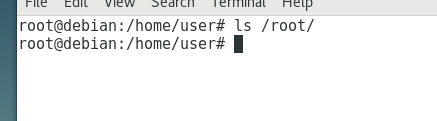 File Edit View Search Terminal Help
root@debian:/home/user# ls /root/
root@debian:/home/user#